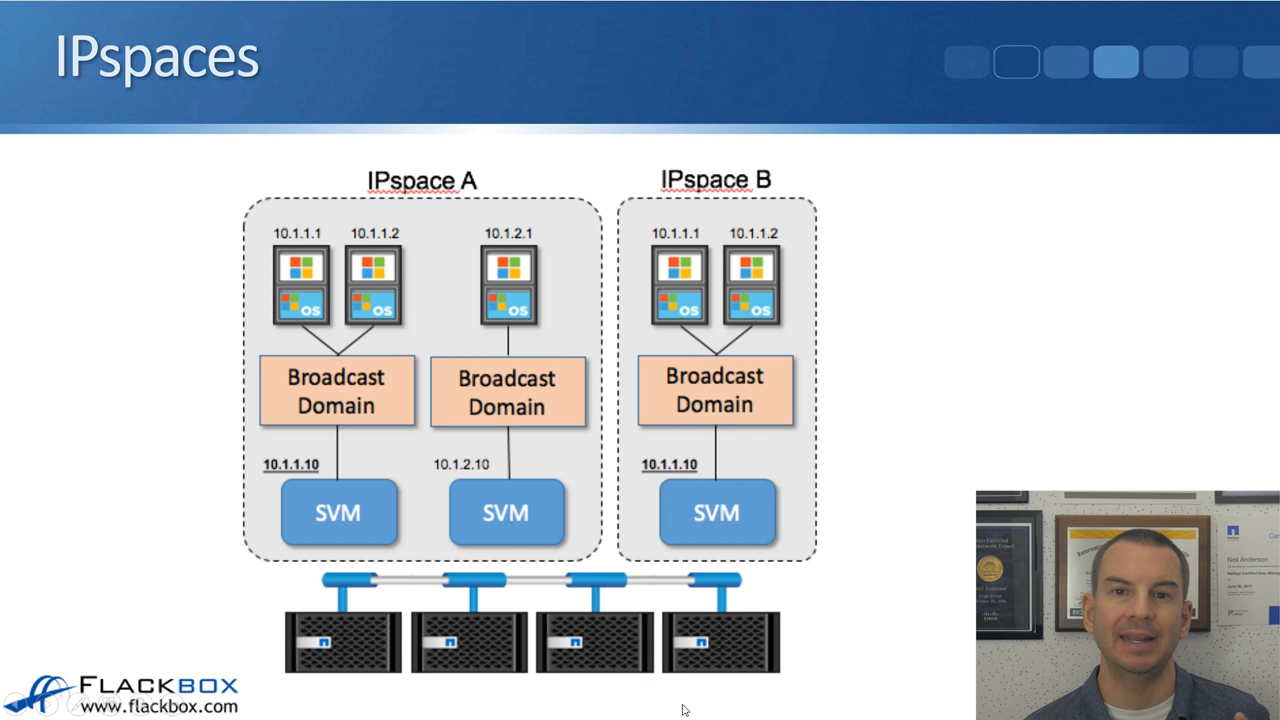 IPspaces
IPspace A
IPspace B
10.1.1.1
10.1.1.2
10.1.2.1
10.1.1.1
10.1.1.2
OS
OS
OS
OS
OS
Broadcast
Domain
Broadcast
Domain
Broadcast
Domain
10.1.1.10
10.1.2.10
10.1.1.10
SVM
SVM
SVM
FLACKBOX
www.flackbox.com
Neil Anderson